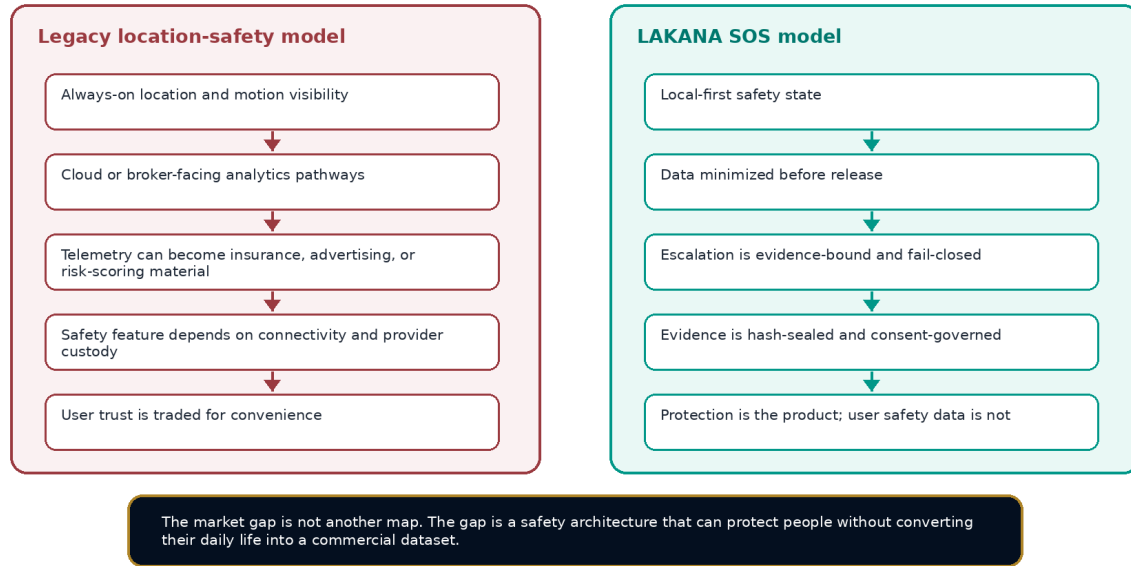 Legacy location-safety model
Always-on location and motion visibility
Cloud or broker-facing analytics pathways
Telemetry can become insurance, advertising, or
risk-scoring material
Safety feature depends on connectivity and provider
custody
User trust is traded for convenience
LAKANA SOS model
Local-first safety state
Data minimized before release
Escalation is evidence-bound and fail-closed
Evidence is hash-sealed and consent-governed
Protection is the product; user safety data is not
The market gap is not another map. The gap is a safety architecture that can protect people without converting
their daily life into a commercial dataset.